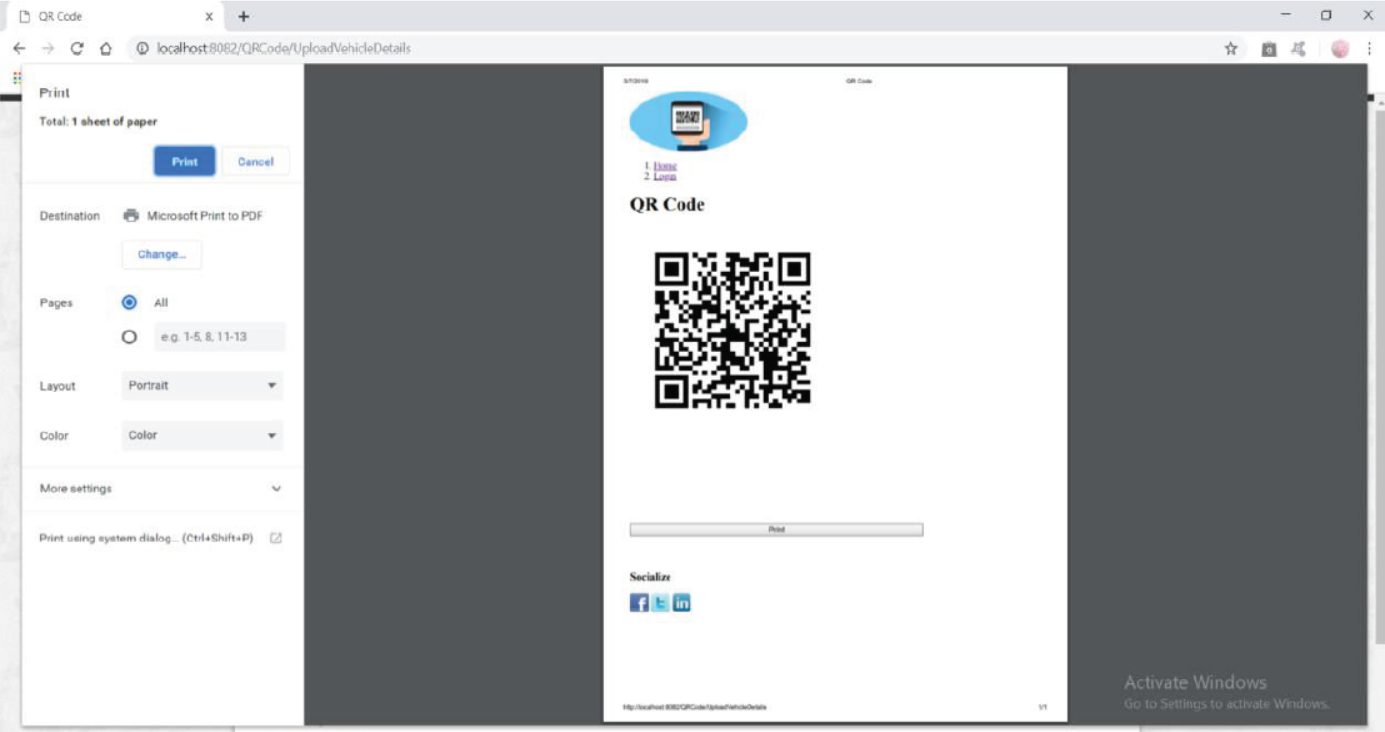 QR Code x +
localhost:8082/QRCode/UploadVehicleDetails
Print
Total: 1 sheet of paper
Print Cancel
Destination Microsoft Print to PDF
Change...
Pages All
e.g. 1-5, 8, 11-13
Layout Portrait
Color Color
More settings
Print using system dialog... (Ctrl+Shift+P)
QR Code
1. Home
2. Login
QR Code
Print
Socialize
f t in
http://localhost:8082/QRCode/UploadVehicleDetails 1/1
Activate Windows
Go to Settings to activate Windows.